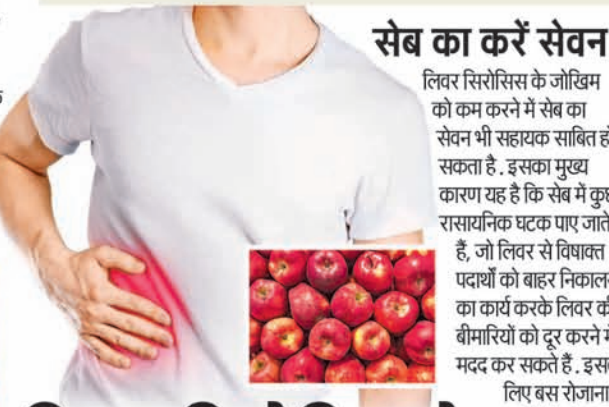 सेब का करें सेवन
लिवर सिरोसिस के जोखिम
को कम करने में सेब का
सेवन भी सहायक साबित
सकता है. इसका मुख्य
कारण यह है कि सेब में
रासायनिक घटक पाए
हैं, जो लिवर से विषाक्त
पदार्थों को बाहर
का कार्य करके लिवर
बीमारियों को दूर करने
मदद कर सकते हैं.
लिए बस रोजाना